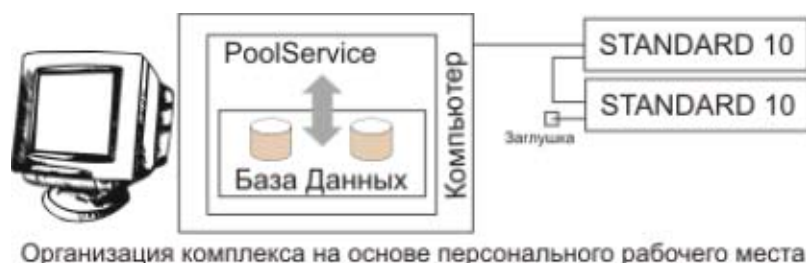 PoolService
База Данных
Компьютер
STANDARD 10
STANDARD 10
Заглушка
Организация комплекса на основе персонального рабочего места